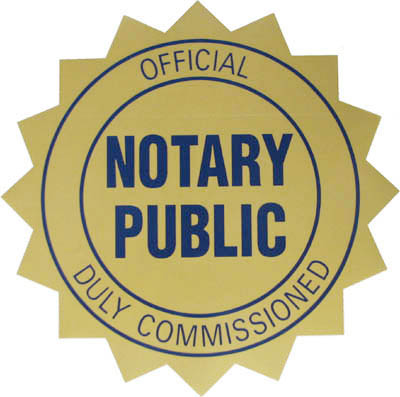 OFFICIAL
NOTARY
PUBLIC
DULY COMMISSIONED